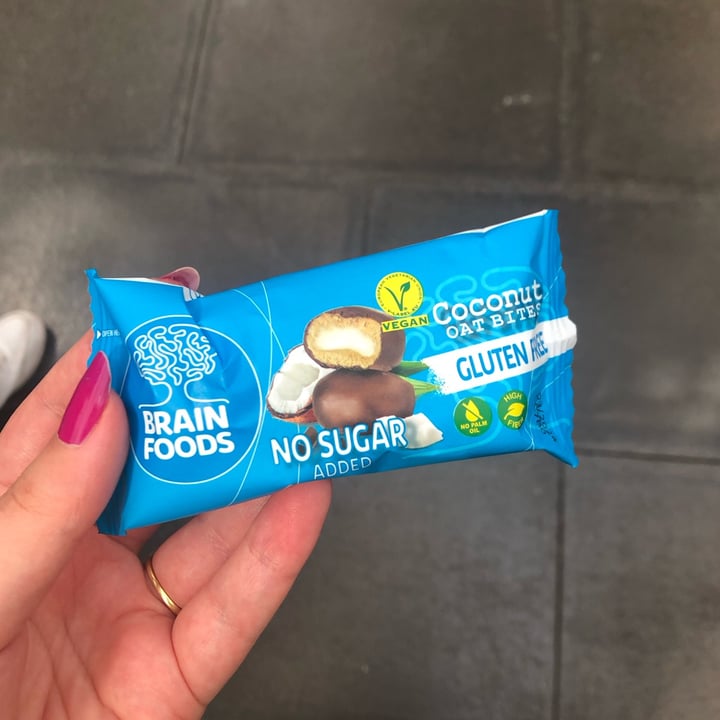 BRAIN
FOODS
NO SUGAR
ADDED
VEGAN
Coconut
OAT BITES
GLUTEN FREE
NO PALM
OIL
HIGH